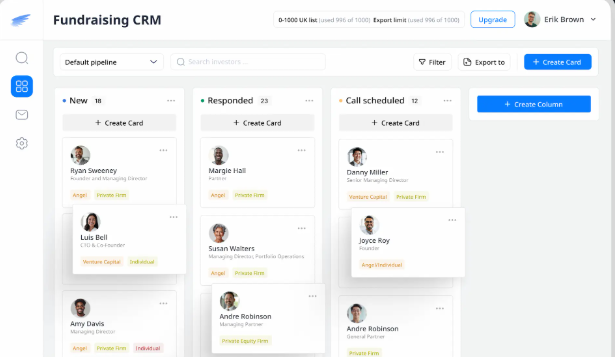 Fundraising CRM
0-1000 UK list (used 996 of 1000) Export limit (used 996 of 1000)
Upgrade
Erik Brown
Default pipeline
Search investors...
Filter
Export to
+ Create Card
New 18
Responded 23
Call scheduled 12
+ Create Column
+ Create Card
+ Create Card
+ Create Card
Ryan Sweeney
Founder and Managing Director
Angel Private Firm
Margie Hall
Partner
Angel Private Firm
Danny Miller
Senior Managing Director
Venture Capital Private Firm
Luis Bell
CTO & Co-Founder
Venture Capital Individual
Susan Walters
Managing Director, Portfolio Operations
Angel Private Firm
Joyce Roy
Founder
Angel/Individual
Amy Davis
Managing Director
Angel Private Firm Individual
Andre Robinson
Managing Partner
Private Equity Firm
Andre Robinson
General Partner
Private Firm